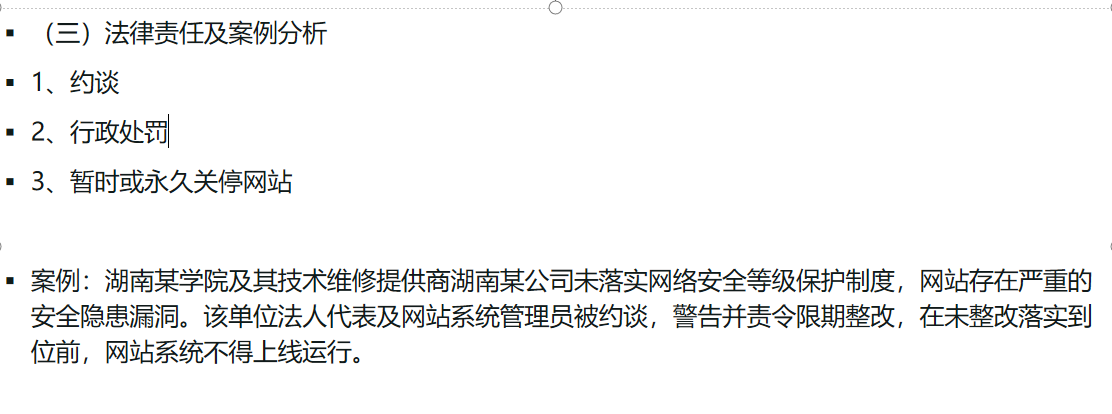 ▪ （三）法律责任及案例分析
▪ 1、约谈
▪ 2、行政处罚
▪ 3、暂时或永久关停网站
▪ 案例：湖南某学院及其技术维修提供商湖南某公司未落实网络安全等级保护制度，网站存在严重的
安全隐患漏洞。该单位法人代表及网站系统管理员被约谈，警告并责令限期整改，在未整改落实到
位前，网站系统不得上线运行。